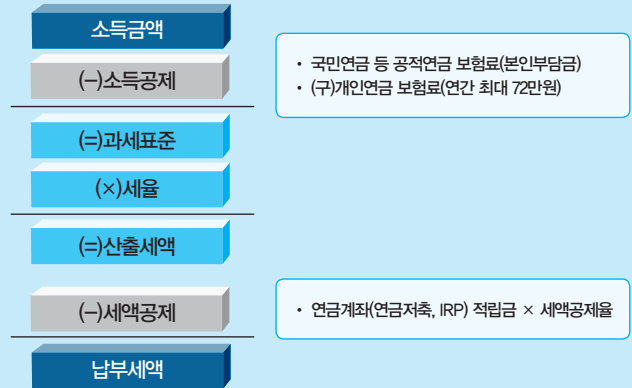 소득금액
(−)소득공제
• 국민연금 등 공적연금 보험료(본인부담금)
• (구)개인연금 보험료(연간 최대 72만원)
(=)과세표준
(×)세율
(=)산출세액
(−)세액공제
• 연금계좌(연금저축, IRP) 적립금 × 세액공제율
납부세액